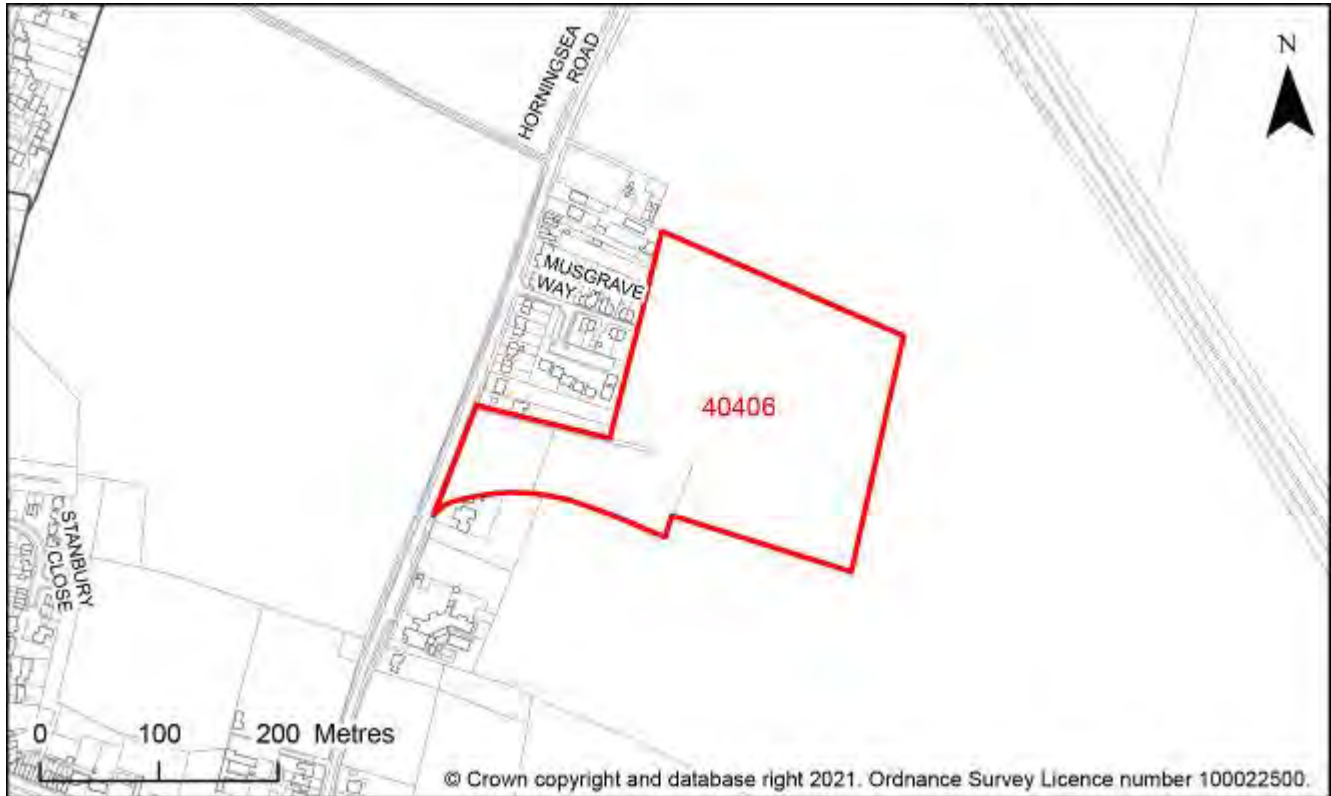 HORNINGSEA
ROAD
N
MUSGRAVE
WAY
40406
STANBURY
CLOSE
0 100 200 Metres
© Crown copyright and database right 2021. Ordnance Survey Licence number 100022500.